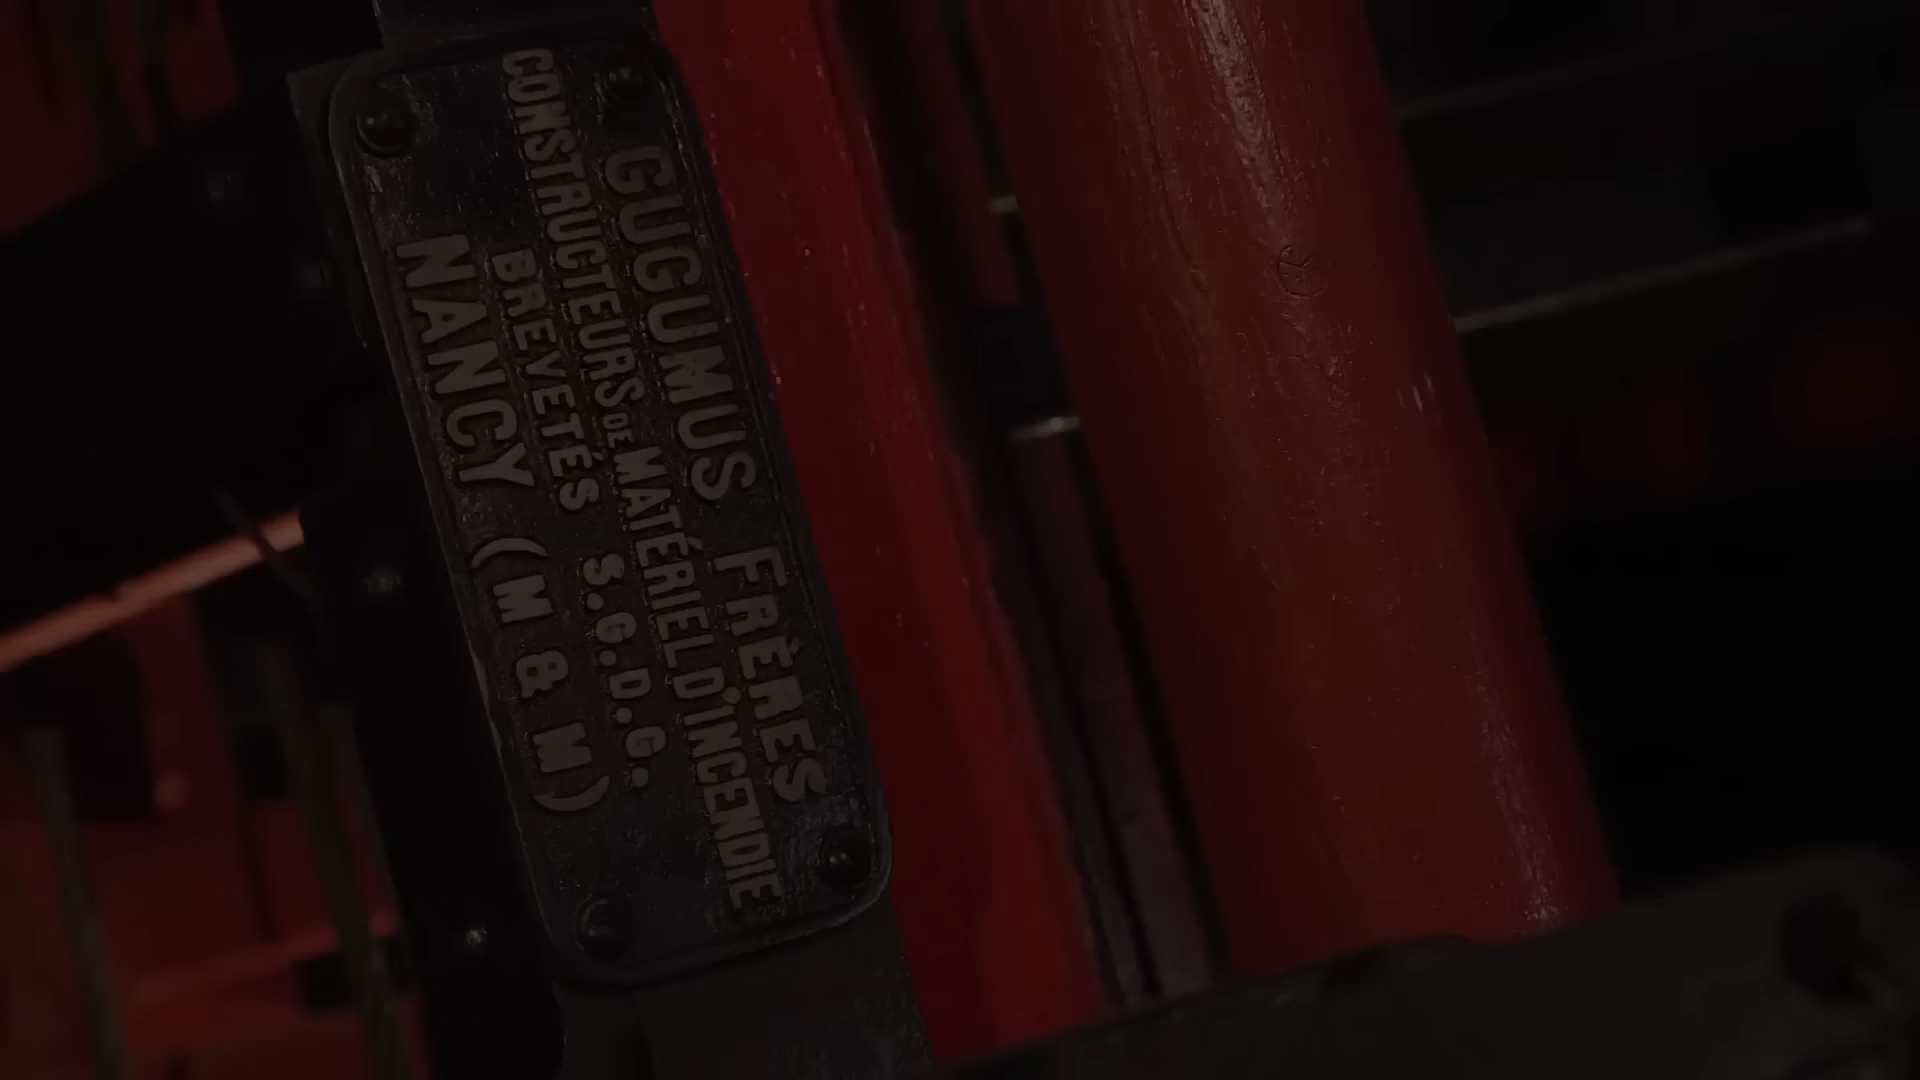 GUGUMUS FRÈRES
CONSTRUCTEURS DE MATÉRIEL D'INCENDIE
BREVETÉS S.G.D.G.
NANCY (M & M)